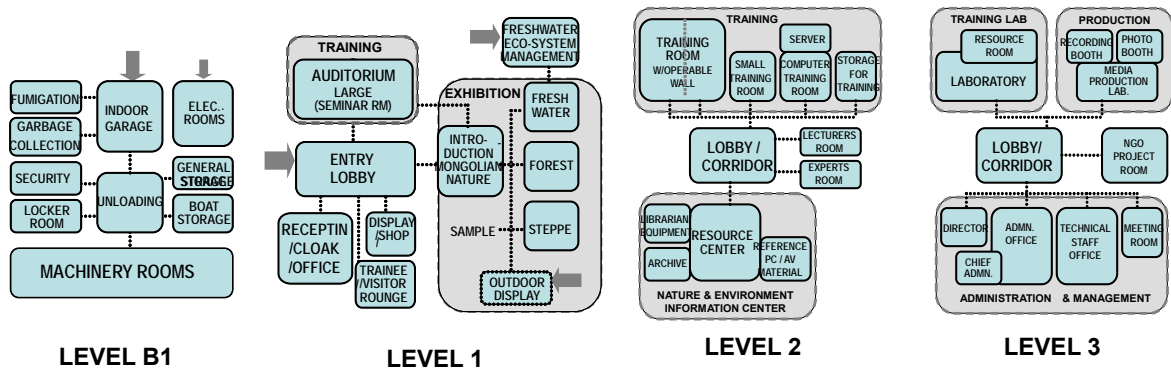 FUMIGATION
GARBAGE
COLLECTION
SECURITY
LOCKER
ROOM
INDOOR
GARAGE
UNLOADING
ELEC.-
ROOMS
GENERAL
STORAGE
BOAT
STORAGE
MACHINERY ROOMS
LEVEL B1
TRAINING
AUDITORIUM
LARGE
(SEMINAR RM)
ENTRY
LOBBY
RECEPTIN
/CLOAK
/OFFICE
DISPLAY
/SHOP
TRAINEE
/VISITOR
ROUNGE
FRESHWATER
ECO-SYSTEM
MANAGEMENT
EXHIBITION
INTRO-
DUCTION -
MONGOLIAN
NATURE
FRESH
WATER
FOREST
SAMPLE
STEPPE
OUTDOOR
DISPLAY
LEVEL 1
TRAINING
TRAINING
ROOM
W/OPERABLE
WALL
SMALL
TRAINING
ROOM
SERVER
COMPUTER
TRAINING
ROOM
STORAGE
FOR
TRAINING
LOBBY /
CORRIDOR
LECTURERS
ROOM
EXPERTS
ROOM
LIBRARIAN
EQUIPMENT
ARCHIVE
RESOURCE
CENTER
REFERENCE
PC / AV
MATERIAL
NATURE & ENVIRONMENT
INFORMATION CENTER
LEVEL 2
TRAINING LAB
RESOURCE
ROOM
LABORATORY
PRODUCTION
RECORDING
BOOTH
PHOTO
BOOTH
MEDIA
PRODUCTION
LAB.
LOBBY/
CORRIDOR
NGO
PROJECT
ROOM
DIRECTOR
CHIEF
ADMN.
ADMN.
OFFICE
TECHNICAL
STAFF
OFFICE
MEETING
ROOM
ADMINISTRATION & MANAGEMENT
LEVEL 3